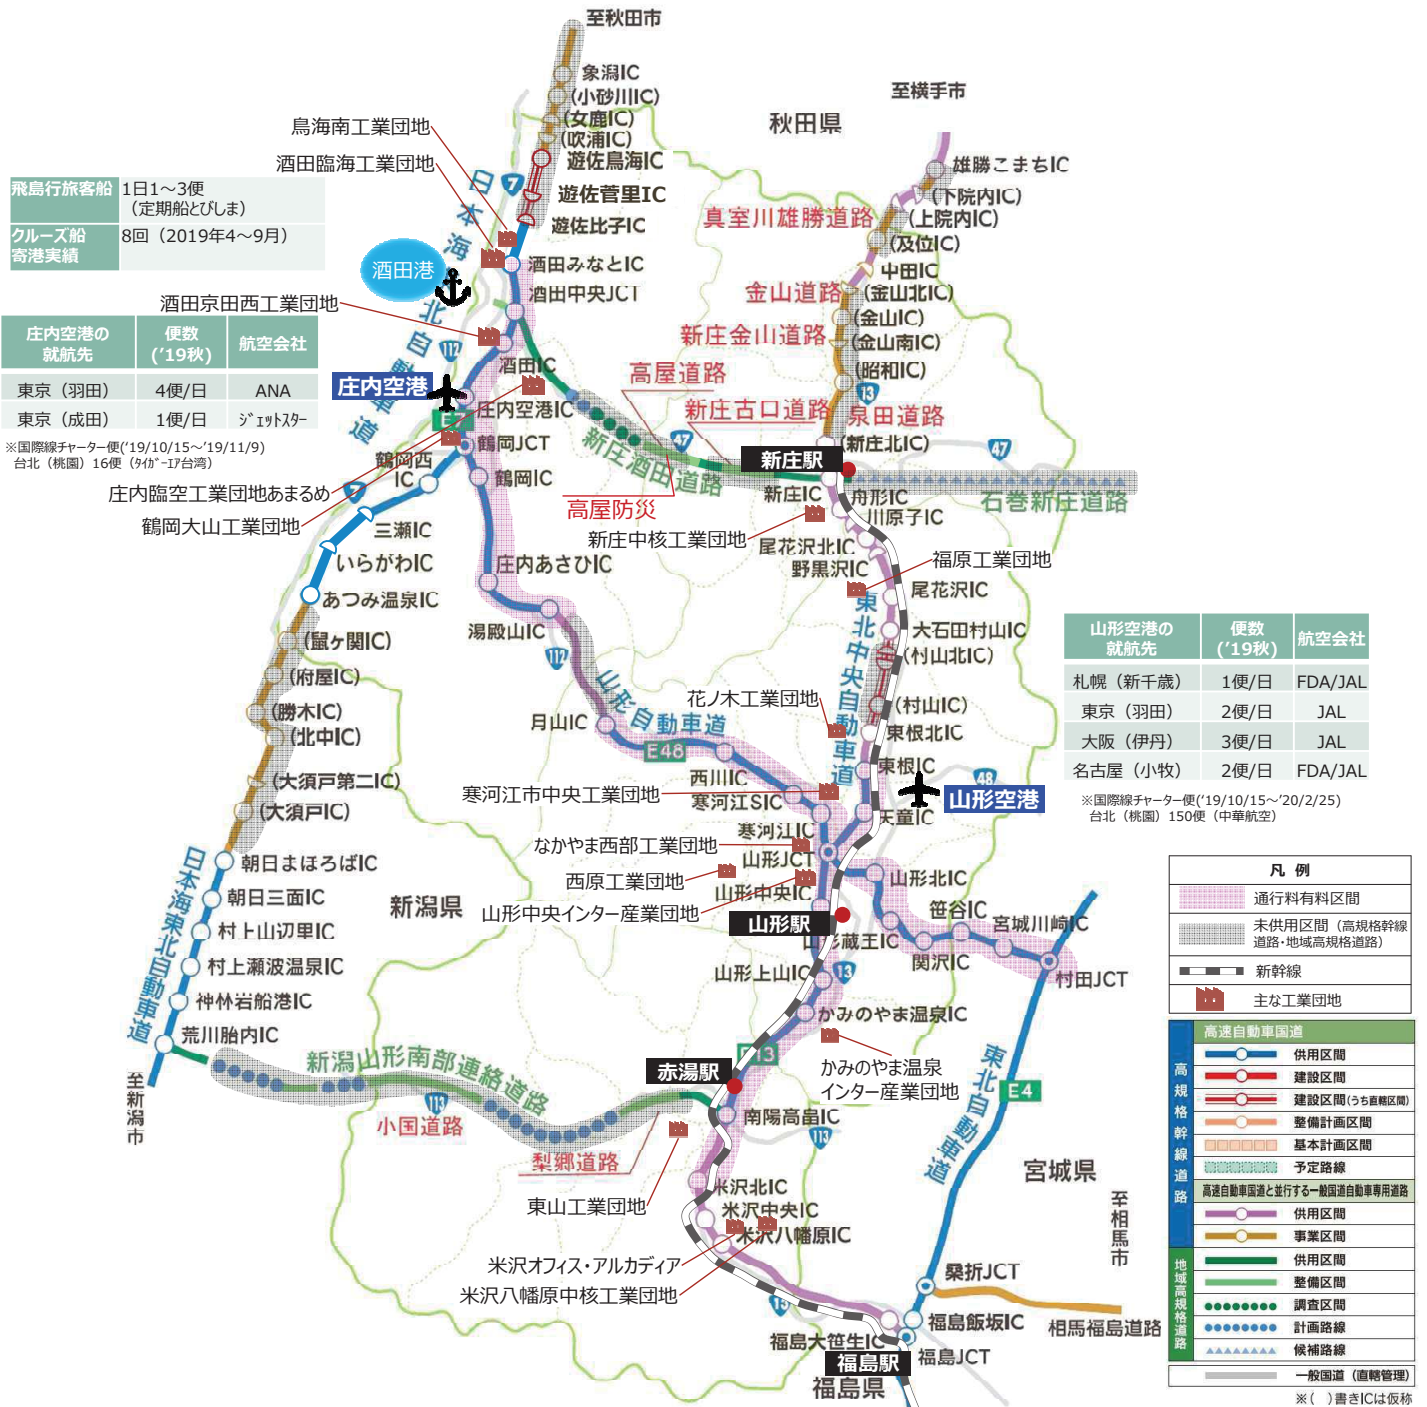 至秋田市
象潟IC
(小砂川IC)
(女鹿IC)
(吹浦IC)
遊佐鳥海IC
遊佐菅里IC
遊佐比子IC
鳥海南工業団地
酒田臨海工業団地
日本海東北自動車道
7
至横手市
秋田県
雄勝こまちIC
(下院内IC)
(上院内IC)
(及位IC)
真室川雄勝道路
中田IC
(金山北IC)
金山道路
(金山IC)
新庄金山道路
(金山南IC)
(昭和IC)
13
泉田道路
(新庄北IC)
飛島行旅客船
1日1～3便
(定期船とびしま)
クルーズ船
寄港実績
8回（2019年4～9月）
酒田港
酒田みなとIC
酒田中央JCT
酒田京田西工業団地
112
酒田IC
庄内空港の
就航先
便数
('19秋)
航空会社
東京（羽田） 4便/日 ANA
東京（成田） 1便/日 ジェットスター
※国際線チャーター便('19/10/15～'19/11/9)
台北（桃園）16便（タイガーエア台湾）
庄内空港
庄内空港IC
E7
鶴岡JCT
鶴岡西
IC
鶴岡IC
庄内臨空工業団地あまるめ
鶴岡大山工業団地
7
三瀬IC
いらがわIC
あつみ温泉IC
高屋道路
新庄古口道路
47
新庄酒田道路
高屋防災
新庄駅
47
新庄IC
舟形IC
石巻新庄道路
川原子IC
新庄中核工業団地
尾花沢北IC
野黒沢IC
福原工業団地
尾花沢IC
東北中央自動車道
大石田村山IC
(村山北IC)
(村山IC)
花ノ木工業団地
東根北IC
東根IC
48
山形空港
天童IC
庄内あさひIC
湯殿山IC
112
山形自動車道
月山IC
E48
西川IC
寒河江市中央工業団地
寒河江SIC
寒河江IC
なかやま西部工業団地
山形JCT
西原工業団地
山形中央IC
山形中央インター産業団地
山形北IC
笹谷IC
宮城川崎IC
関沢IC
村田JCT
山形駅
山形蔵王IC
山形上山IC
13
かみのやま温泉IC
かみのやま温泉
インター産業団地
山形空港の
就航先
便数
('19秋)
航空会社
札幌（新千歳） 1便/日 FDA/JAL
東京（羽田） 2便/日 JAL
大阪（伊丹） 3便/日 JAL
名古屋（小牧） 2便/日 FDA/JAL
※国際線チャーター便('19/10/15～'20/2/25)
台北（桃園）150便（中華航空）
(鼠ヶ関IC)
(府屋IC)
(勝木IC)
(北中IC)
(大須戸第二IC)
(大須戸IC)
朝日まほろばIC
朝日三面IC
村上山辺里IC
村上瀬波温泉IC
神林岩船港IC
荒川胎内IC
日本海東北自動車道
至新潟市
新潟県
新潟山形南部連絡道路
113
小国道路
梨郷道路
赤湯駅
E13
南陽高畠IC
113
東山工業団地
米沢北IC
米沢中央IC
米沢八幡原IC
米沢オフィス・アルカディア
米沢八幡原中核工業団地
13
福島大笹生IC
福島駅
福島県
福島JCT
福島飯坂IC
桑折JCT
相馬福島道路
至相馬市
宮城県
東北自動車道
E4
凡 例
通行料有料区間
未供用区間（高規格幹線
道路・地域高規格道路）
新幹線
主な工業団地
高規格幹線道路
高速自動車国道
供用区間
建設区間
建設区間(うち直轄区間)
整備計画区間
基本計画区間
予定路線
高速自動車国道と並行する一般国道自動車専用道路
供用区間
事業区間
地域高規格道路
供用区間
整備区間
調査区間
計画路線
候補路線
一般国道（直轄管理）
※（ ）書きICは仮称